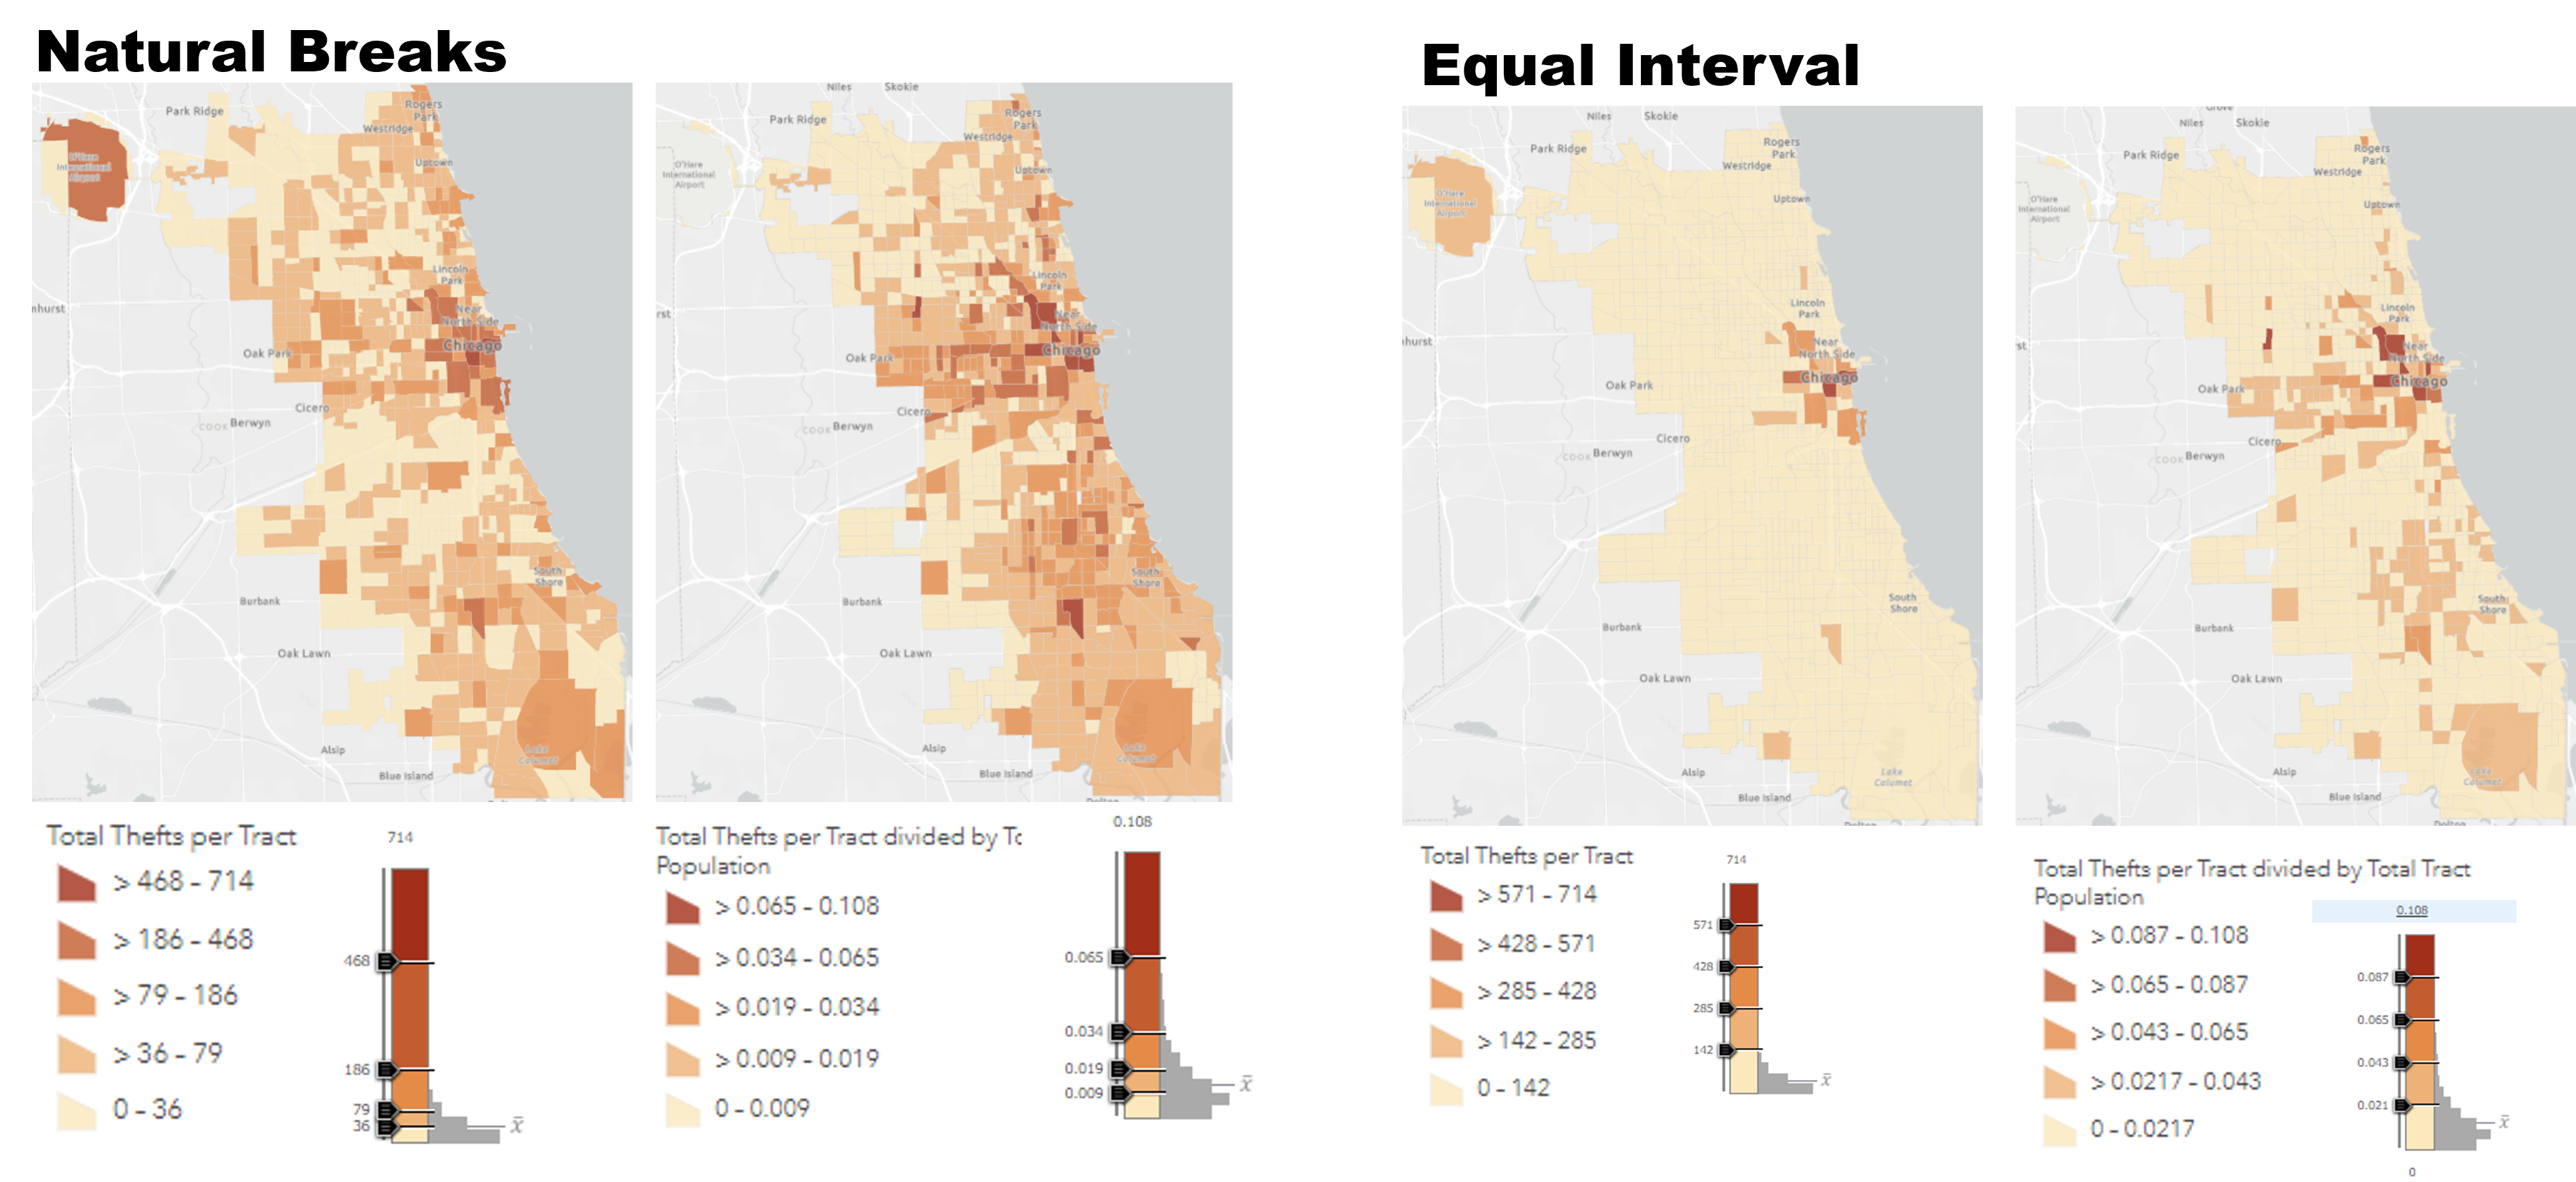 Natural Breaks
Equal Interval
Park Ridge
Rogers
Park
Westridge
O'Hare
International
Airport
Uptown
Lincoln
Park
Near
North Side
Chicago
Oak Park
Cicero
COOK Berwyn
South
Shore
Burbank
Oak Lawn
Alsip
Lake
Calumet
Blue Island
Niles Skokie
Park Ridge
Rogers
Park
Westridge
O'Hare
International
Airport
Uptown
Lincoln
Park
Near
North Side
Chicago
Oak Park
Cicero
COOK Berwyn
South
Shore
Burbank
Oak Lawn
Alsip
Lake
Calumet
Blue Island
Niles Skokie
Park Ridge
Rogers
Park
Westridge
O'Hare
International
Airport
Uptown
Lincoln
Park
Near
North Side
Chicago
Oak Park
Cicero
COOK Berwyn
South
Shore
Burbank
Oak Lawn
Alsip
Lake
Calumet
Blue Island
Niles Skokie
Park Ridge
Rogers
Park
Westridge
O'Hare
International
Airport
Uptown
Lincoln
Park
Near
North Side
Chicago
Oak Park
Cicero
COOK Berwyn
South
Shore
Burbank
Oak Lawn
Alsip
Lake
Calumet
Blue Island
Total Thefts per Tract
> 468 - 714
> 186 - 468
> 79 - 186
> 36 - 79
0 - 36
714
468
186
79
36
x̄
Total Thefts per Tract divided by To
Population
> 0.065 - 0.108
> 0.034 - 0.065
> 0.019 - 0.034
> 0.009 - 0.019
0 - 0.009
0.108
0.065
0.034
0.019
0.009
x̄
Total Thefts per Tract
> 571 - 714
> 428 - 571
> 285 - 428
> 142 - 285
0 - 142
714
571
428
285
142
x̄
Total Thefts per Tract divided by Total Tract
Population
> 0.087 - 0.108
> 0.065 - 0.087
> 0.043 - 0.065
> 0.0217 - 0.043
0 - 0.0217
0.108
0.087
0.065
0.043
0.021
x̄
0